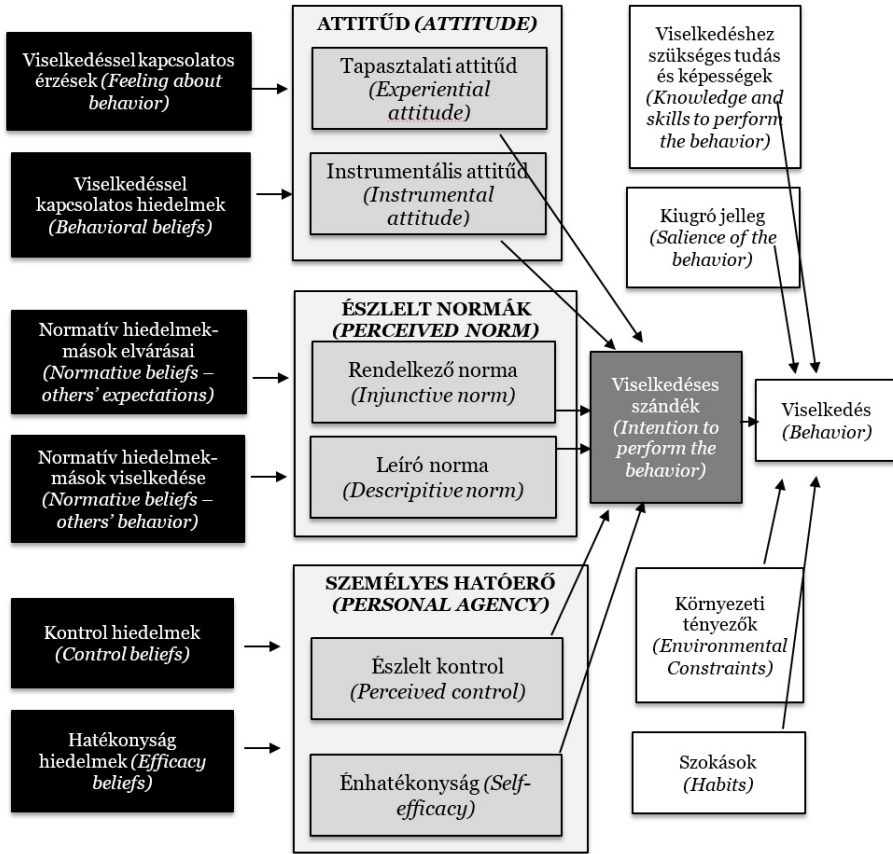 Viselkedéssel kapcsolatos
érzések (Feeling about
behavior)
Viselkedéssel
kapcsolatos hiedelmek
(Behavioral beliefs)
Normatív hiedelmek-
mások elvárásai
(Normative beliefs –
others’ expectations)
Normatív hiedelmek-
mások viselkedése
(Normative beliefs –
others’ behavior)
Kontrol hiedelmek
(Control beliefs)
Hatékonyság
hiedelmek (Efficacy
beliefs)
ATTITŰD (ATTITUDE)
Tapasztalati attitűd
(Experiential
attitude)
Instrumentális attitűd
(Instrumental
attitude)
ÉSZLELT NORMÁK
(PERCEIVED NORM)
Rendelkező norma
(Injunctive norm)
Leíró norma
(Descripitive norm)
SZEMÉLYES HATÓERŐ
(PERSONAL AGENCY)
Észlelt kontrol
(Perceived control)
Énhatékonyság (Self-
efficacy)
Viselkedéses
szándék
(Intention to
perform the
behavior)
Viselkedéshez
szükséges tudás
és képességek
(Knowledge and
skills to perform
the behavior)
Kiugró jelleg
(Salience of the
behavior)
Viselkedés
(Behavior)
Környezeti
tényezők
(Environmental
Constraints)
Szokások
(Habits)